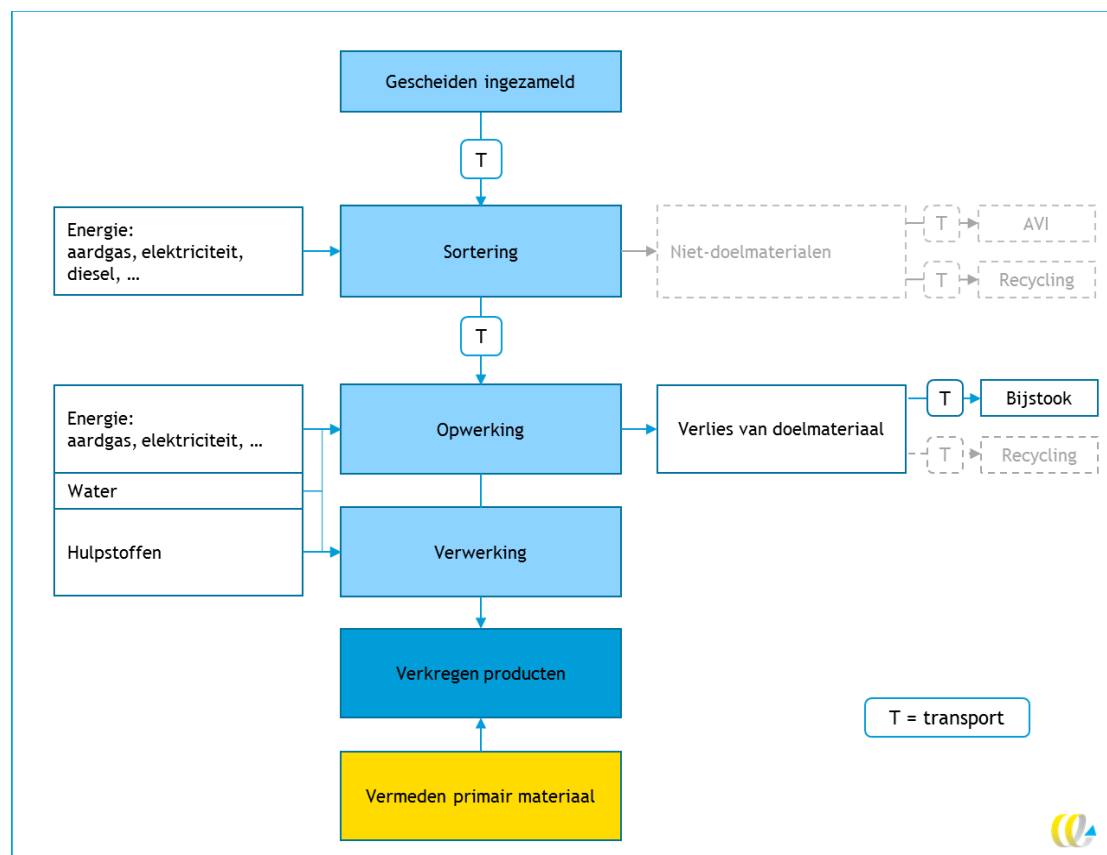 Gescheiden ingezameld
T
Energie:
aardgas, elektriciteit,
diesel, ...
Sortering
Niet-doelmaterialen
T
AVI
T
Recycling
T
Energie:
aardgas, elektriciteit, ...
Water
Hulpstoffen
Opwerking
Verlies van doelmateriaal
T
Bijstook
T
Recycling
Verwerking
Verkregen producten
T = transport
Vermeden primair materiaal